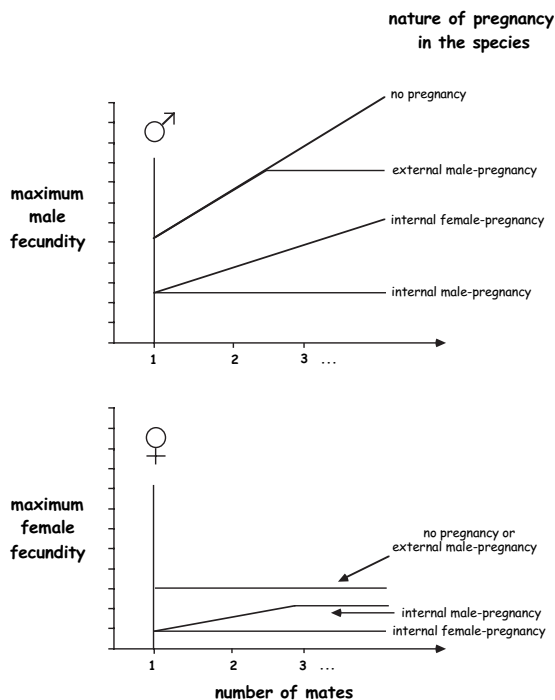 nature of pregnancy
in the species
no pregnancy
external male-pregnancy
internal female-pregnancy
internal male-pregnancy
maximum
male
fecundity
1 2 3 ...
maximum
female
fecundity
no pregnancy or
external male-pregnancy
internal male-pregnancy
internal female-pregnancy
1 2 3 ...
number of mates